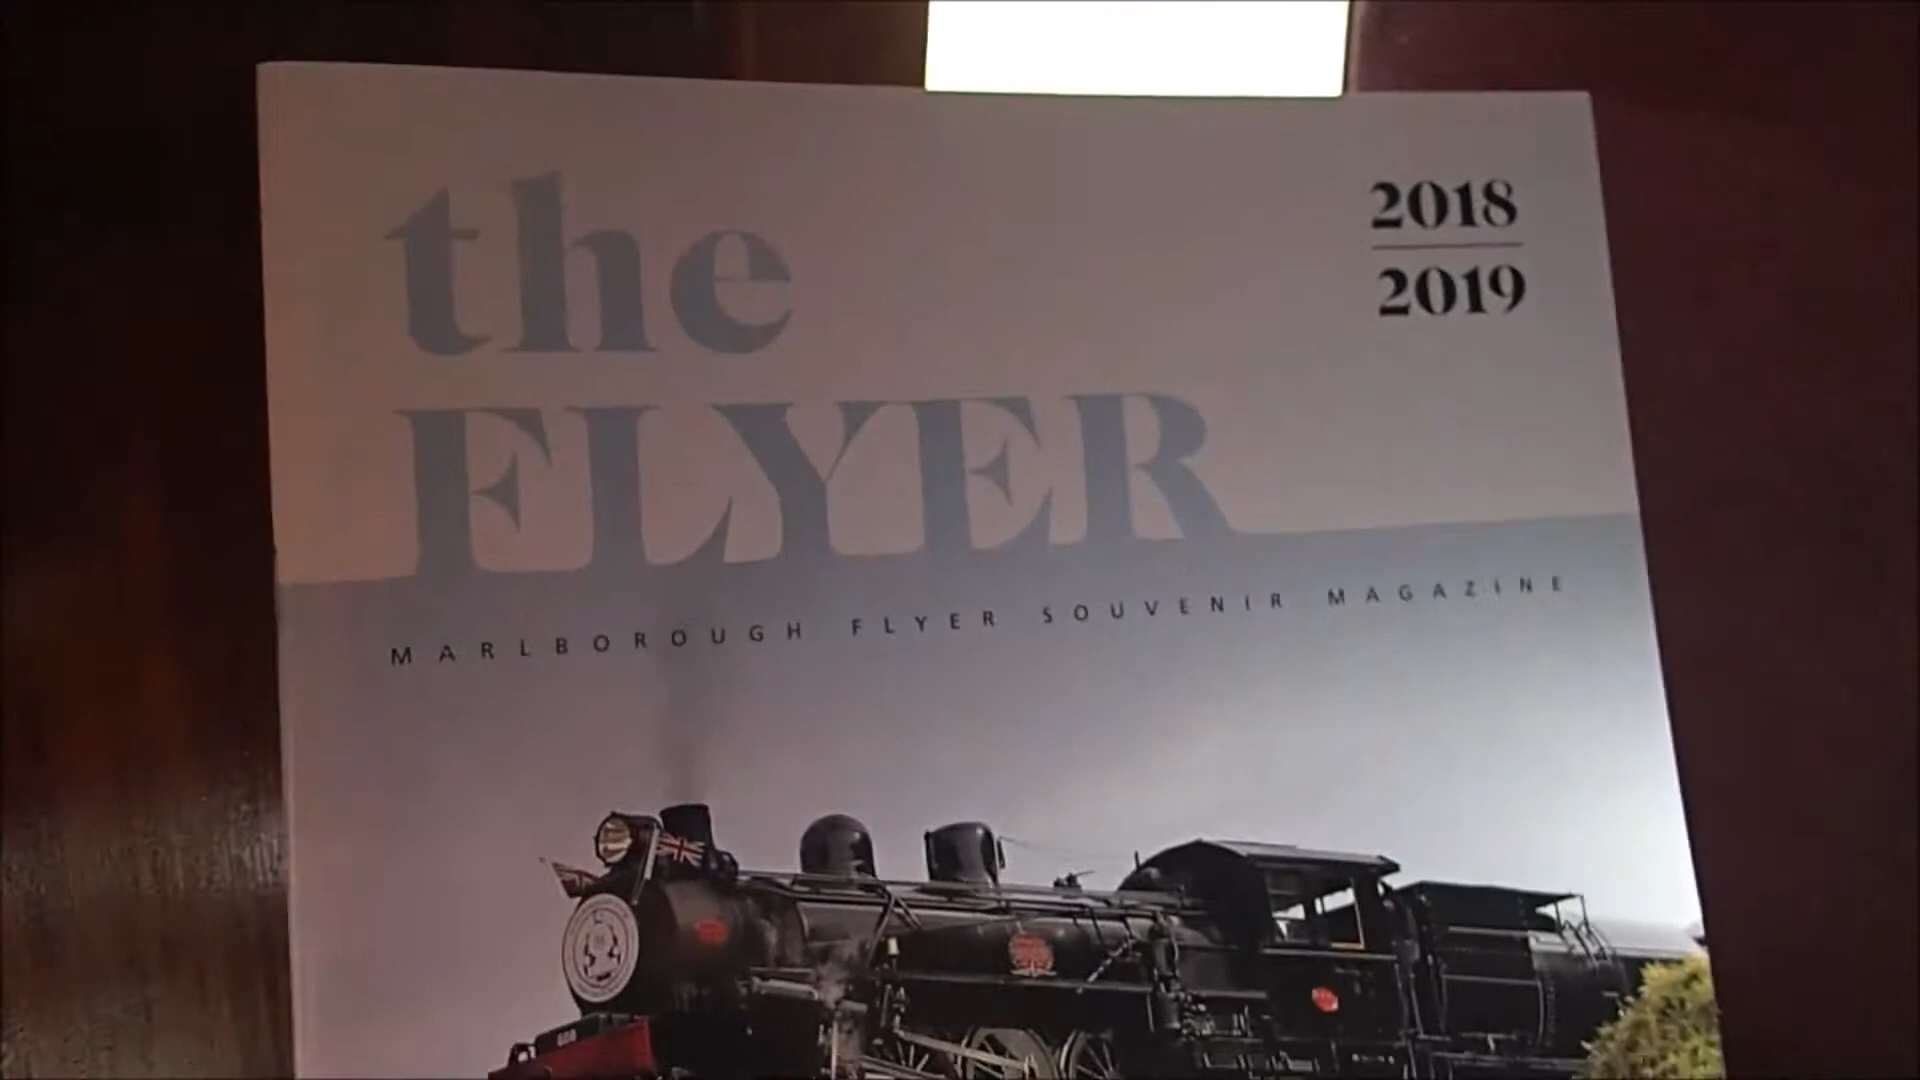 the
FLYER
2018
2019
MARLBOROUGH FLYER SOUVENIR MAGAZINE